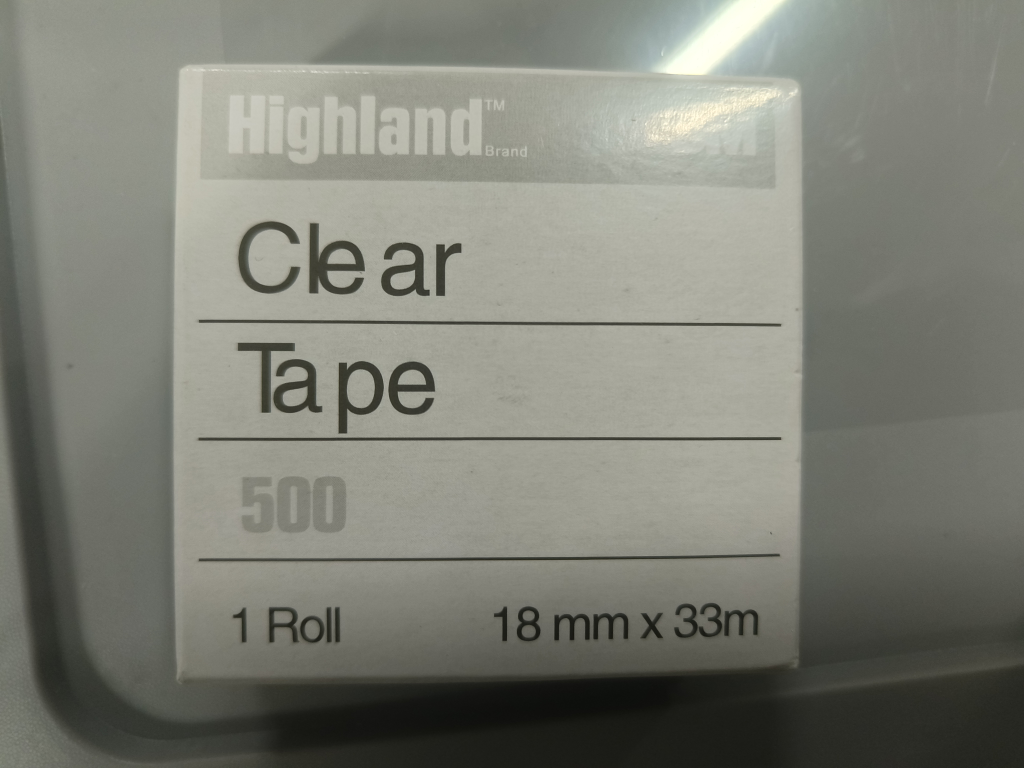 Highland™ Brand
Clear
Tape
500
1 Roll 18 mm x 33m